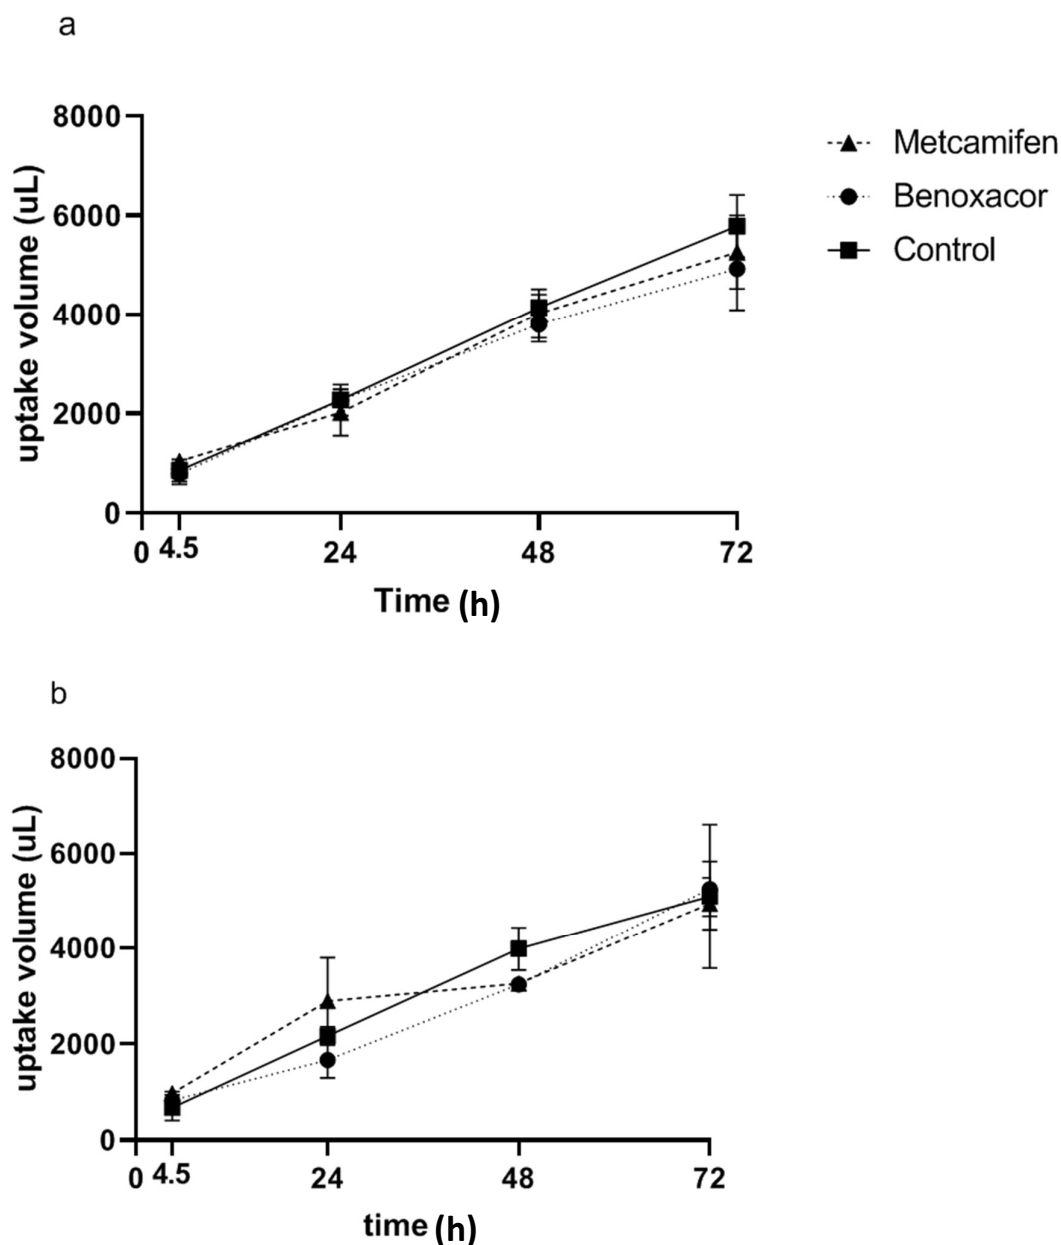 a
8000
6000
4000
2000
0
uptake volume (uL)
0 4.5 24 48 72
Time (h)
Metcamifen
Benoxacor
Control
b
8000
6000
4000
2000
0
uptake volume (uL)
0 4.5 24 48 72
time (h)